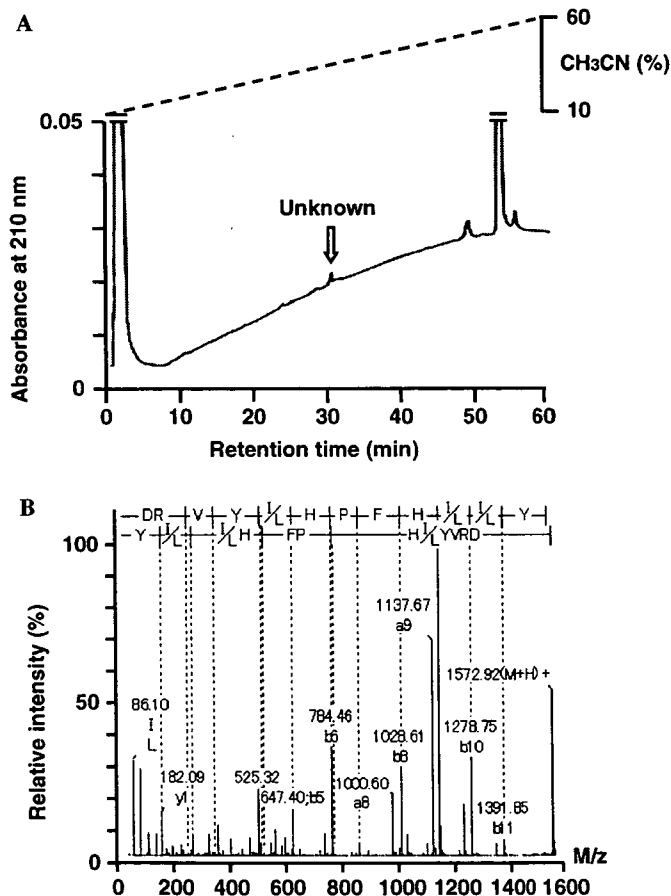 A
60
CH3CN (%)
10
0.05
Absorbance at 210 nm
0
Unknown
0 10 20 30 40 50 60
Retention time (min)
B
DR V Y I/L H P F H I/L I/L Y
Y I/L I/L H FP H I/L YVRD
100
50
0
Relative intensity (%)
86.10
I
L
182.09
y1
525.32
647.40;b5
784.46
b6
1000.60
a8
1028.61
b8
1137.67
a9
1278.75
b10
1391.85
b11
1572.92(M+H)+
M/z
0 200 400 600 800 1000 1200 1400 1600